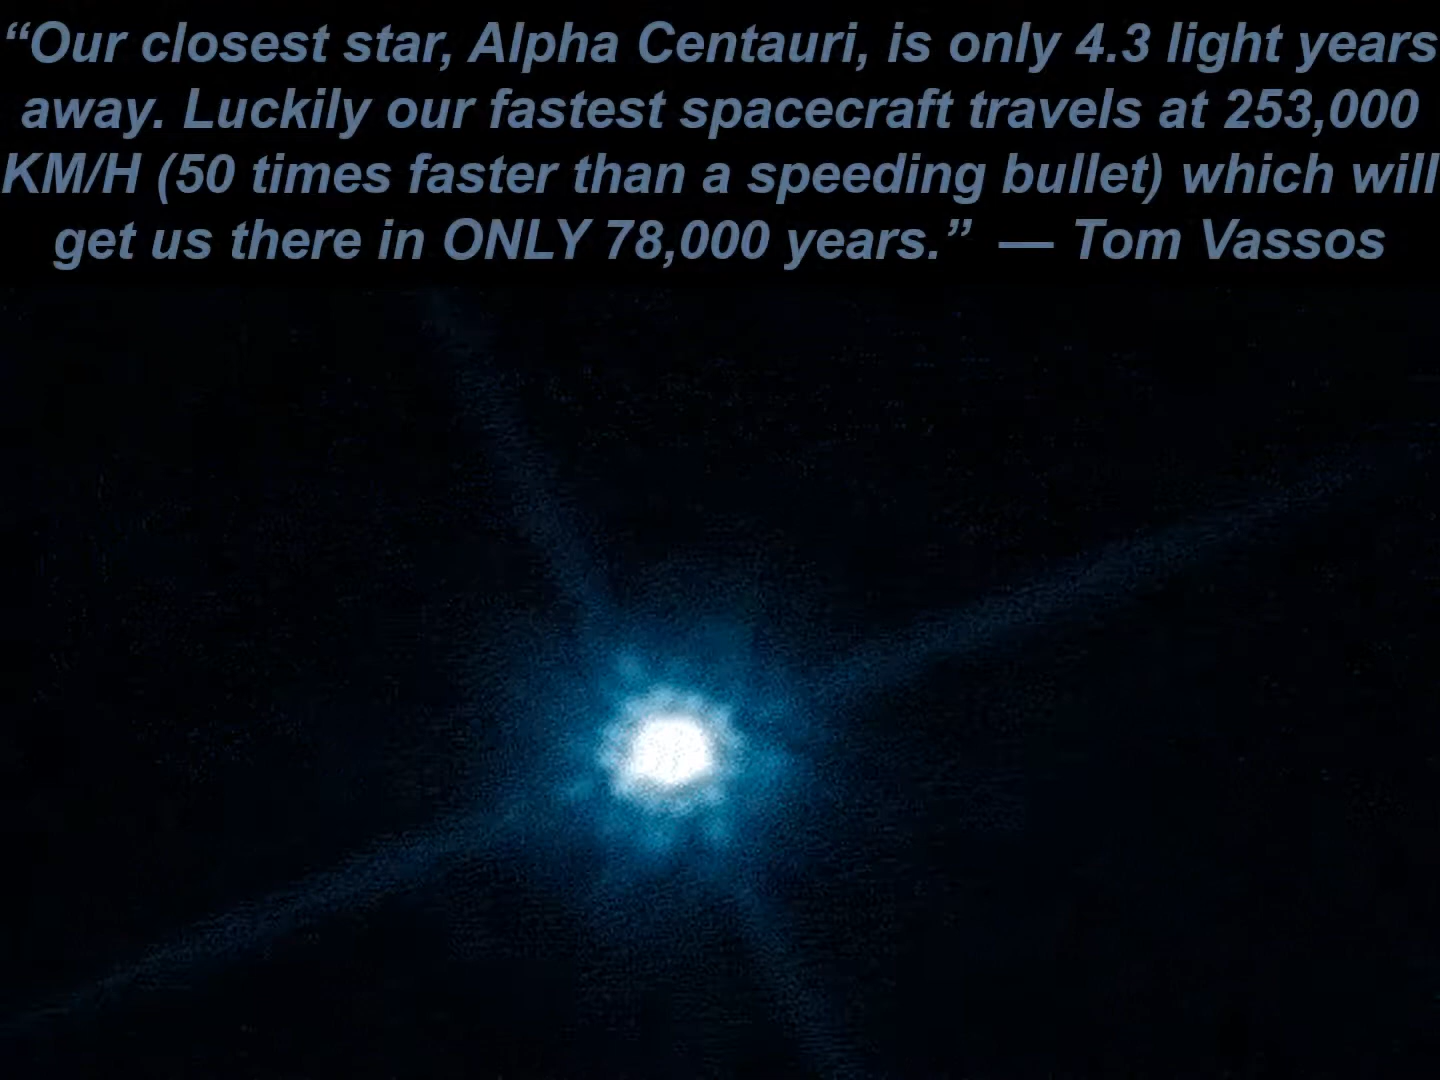 “Our closest star, Alpha Centauri, is only 4.3 light years
away. Luckily our fastest spacecraft travels at 253,000
KM/H (50 times faster than a speeding bullet) which will
get us there in ONLY 78,000 years.” — Tom Vassos